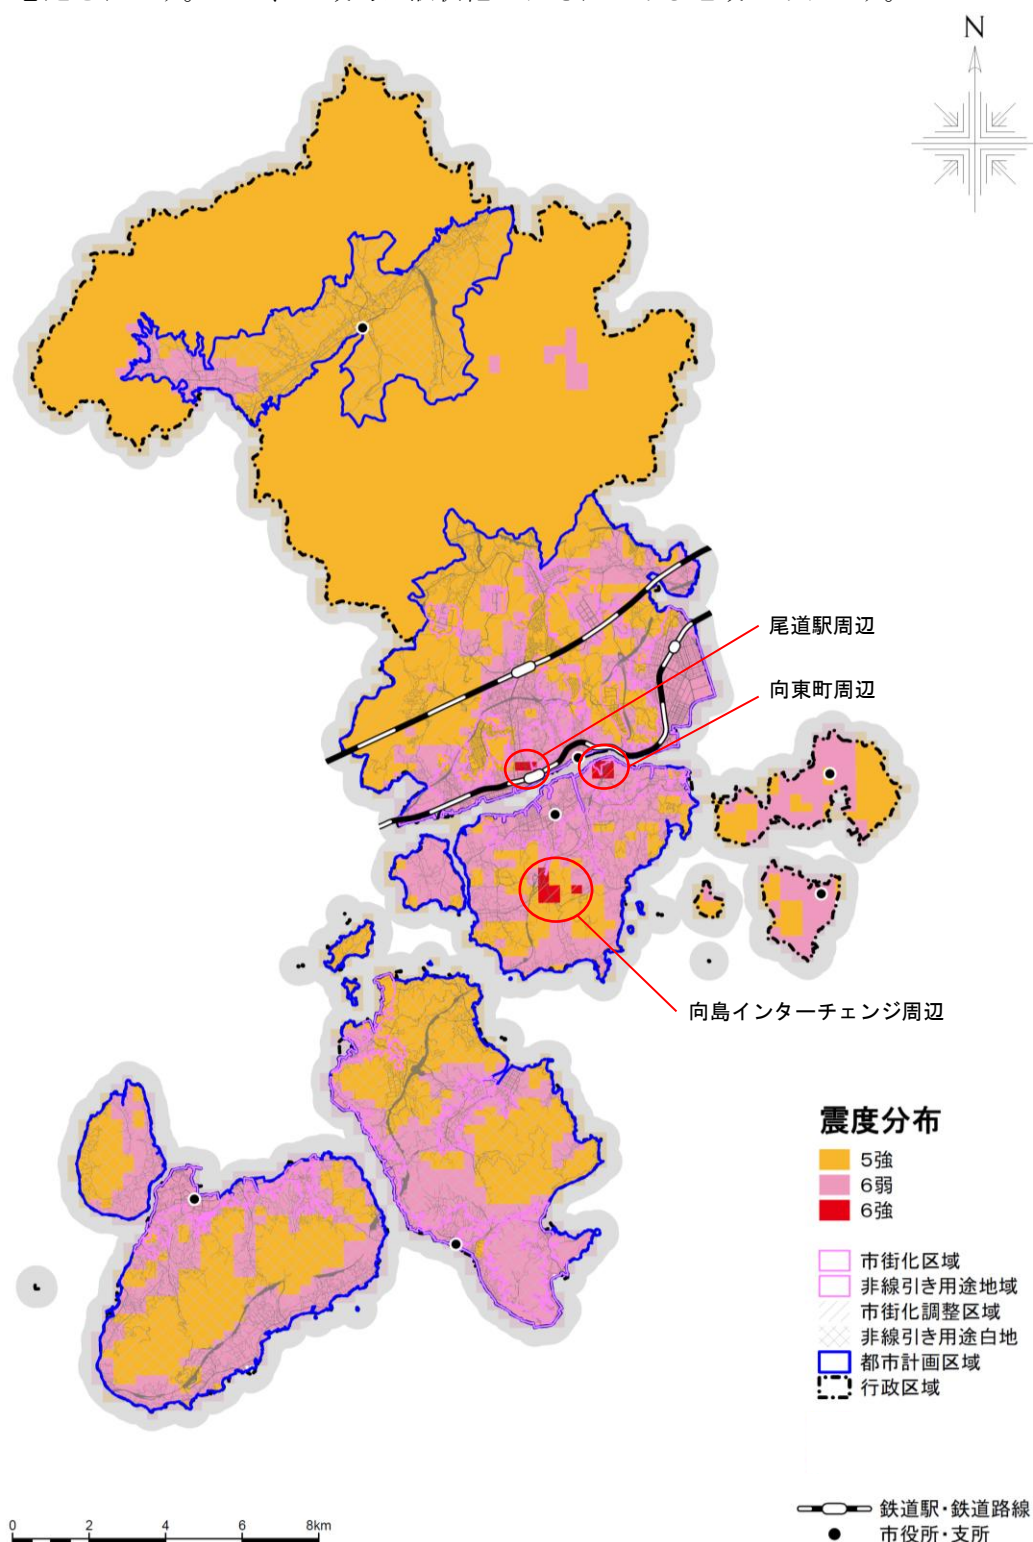 N
尾道駅周辺
向東町周辺
向島インターチェンジ周辺
震度分布
5強
6弱
6強
市街化区域
非線引き用途地域
市街化調整区域
非線引き用途白地
都市計画区域
行政区域
0 2 4 6 8km
鉄道駅・鉄道路線
市役所・支所